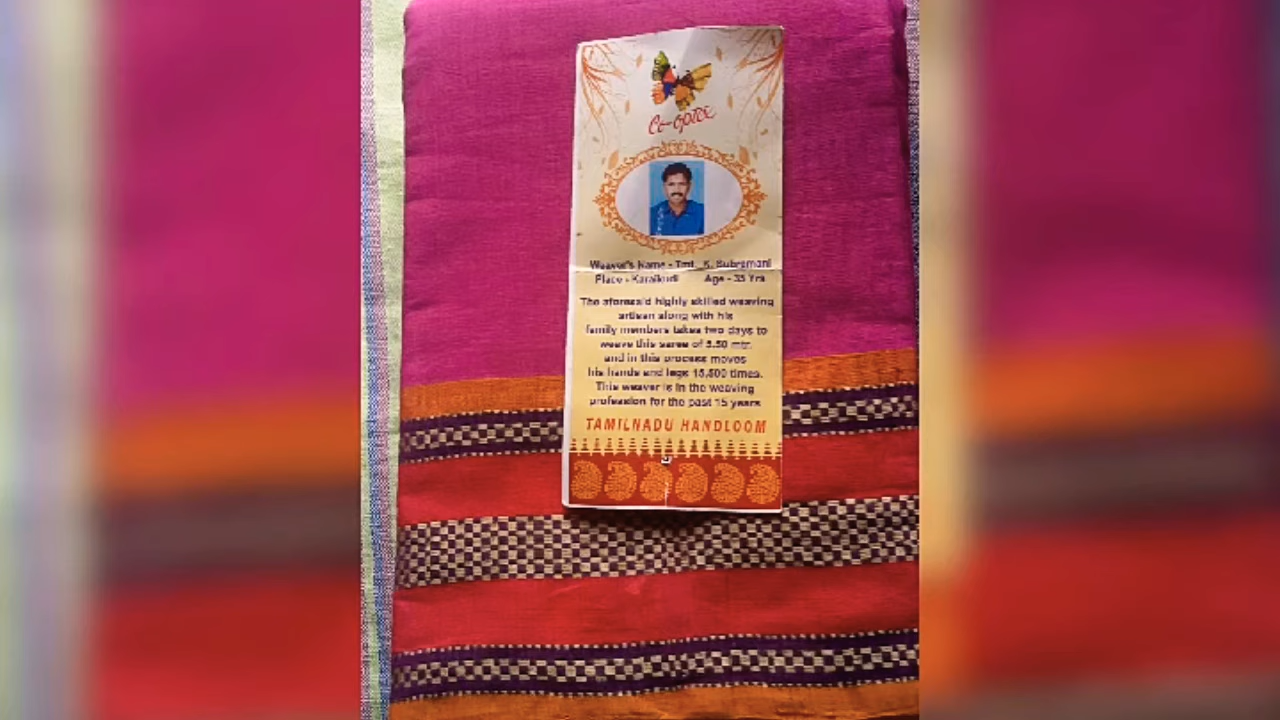 Co-optex
Weaver's Name - Tmt. K. Subramani
Place - Karaikudi Age - 35 Yrs
The aforesaid highly skilled weaving
artisan along with his
family members takes two days to
weave this saree of 5.50 mtr.
and in this process moves
his hands and legs 18,500 times.
This weaver is in the weaving
profession for the past 15 years
TAMILNADU HANDLOOM